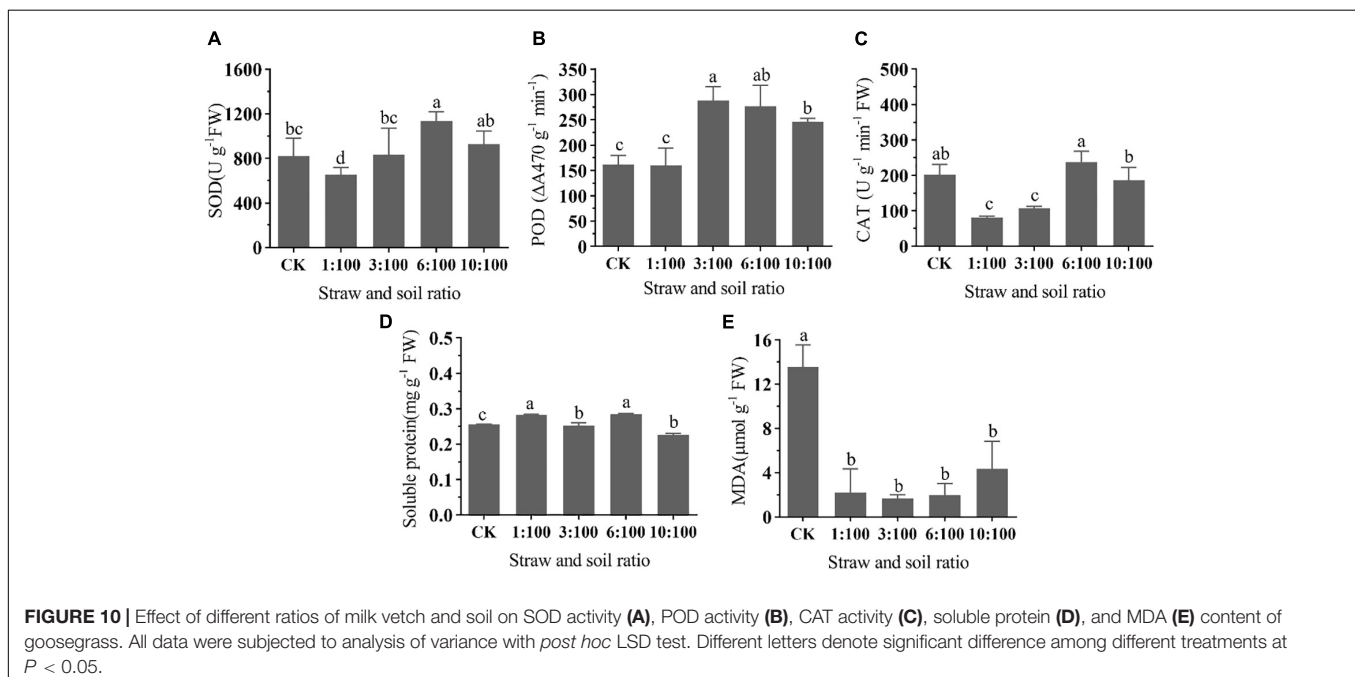 A
SOD(U g⁻¹FW)
1600
1200
800
400
0
bc
d
bc
a
ab
CK 1:100 3:100 6:100 10:100
Straw and soil ratio
B
POD (ΔA470 g⁻¹ min⁻¹)
350
300
250
200
150
100
50
0
c
c
a
ab
b
CK 1:100 3:100 6:100 10:100
Straw and soil ratio
C
CAT (U g⁻¹ min⁻¹ FW)
500
400
300
200
100
0
ab
c
c
a
b
CK 1:100 3:100 6:100 10:100
Straw and soil ratio
D
Soluble protein(mg g⁻¹ FW)
0.5
0.4
0.3
0.2
0.1
0.0
c
a
b
a
b
CK 1:100 3:100 6:100 10:100
Straw and soil ratio
E
MDA(μmol g⁻¹ FW)
16
12
8
4
0
a
b
b
b
b
CK 1:100 3:100 6:100 10:100
Straw and soil ratio
FIGURE 10 | Effect of different ratios of milk vetch and soil on SOD activity (A), POD activity (B), CAT activity (C), soluble protein (D), and MDA (E) content of
goosegrass. All data were subjected to analysis of variance with post hoc LSD test. Different letters denote significant difference among different treatments at
P < 0.05.